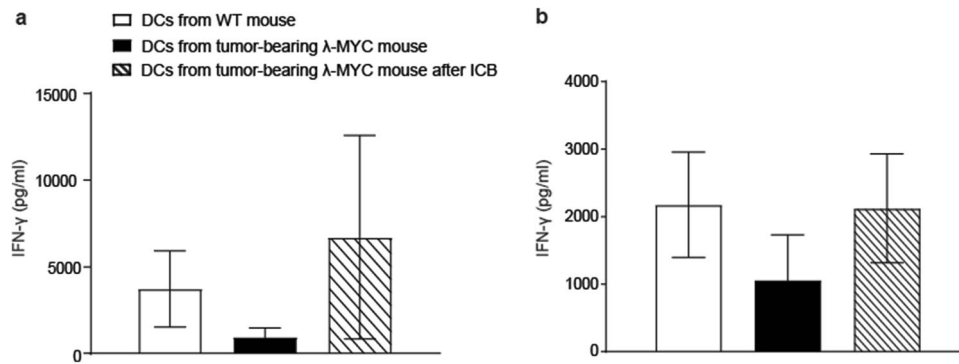 a
DCs from WT mouse
DCs from tumor-bearing λ-MYC mouse
DCs from tumor-bearing λ-MYC mouse after ICB
15000
10000
5000
0
IFN-γ (pg/ml)
b
4000
3000
2000
1000
0
IFN-γ (pg/ml)